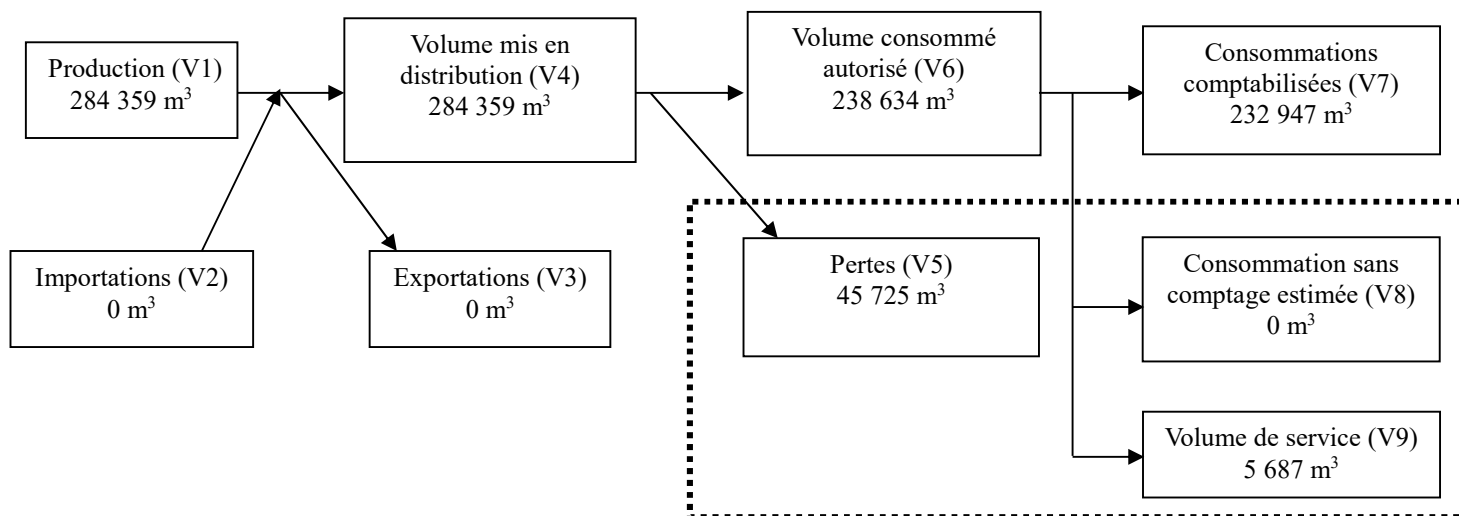 Production (V1)
284 359 m³
Volume mis en
distribution (V4)
284 359 m³
Volume consommé
autorisé (V6)
238 634 m³
Consommations
comptabilisées (V7)
232 947 m³
Importations (V2)
0 m³
Exportations (V3)
0 m³
Pertes (V5)
45 725 m³
Consommation sans
comptage estimée (V8)
0 m³
Volume de service (V9)
5 687 m³